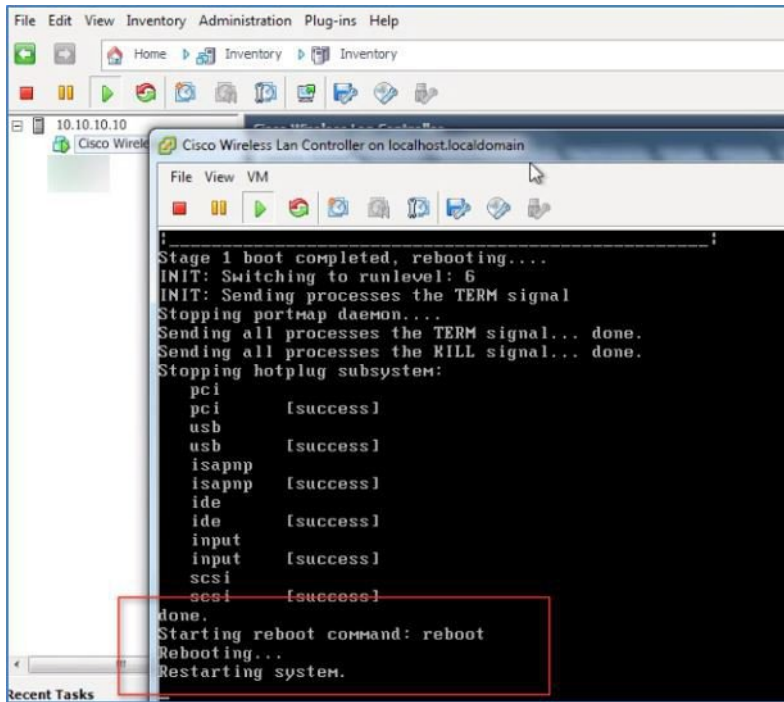 File Edit View Inventory Administration Plug-ins Help
Home Inventory Inventory
10.10.10.10
Cisco Wirele
Cisco Wireless Lan Controller on localhost.localdomain
File View VM
Stage 1 boot completed, rebooting....
INIT: Switching to runlevel: 6
INIT: Sending processes the TERM signal
Stopping portmap daemon....
Sending all processes the TERM signal... done.
Sending all processes the KILL signal... done.
Stopping hotplug subsystem:
pci
pci [success]
usb
usb [success]
isapnp
isapnp [success]
ide
ide [success]
input
input [success]
scsi
scsi [success]
done.
Starting reboot command: reboot
Rebooting...
Restarting system.
Recent Tasks